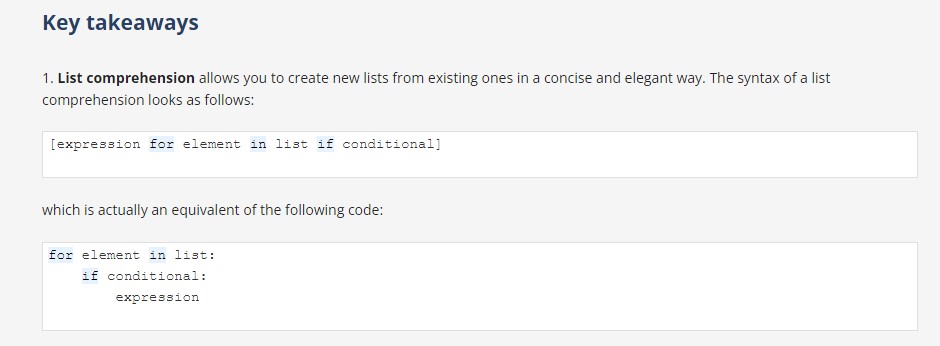 Key takeaways
1. List comprehension allows you to create new lists from existing ones in a concise and elegant way. The syntax of a list
comprehension looks as follows:
[expression for element in list if conditional]
which is actually an equivalent of the following code:
for element in list:
    if conditional:
        expression